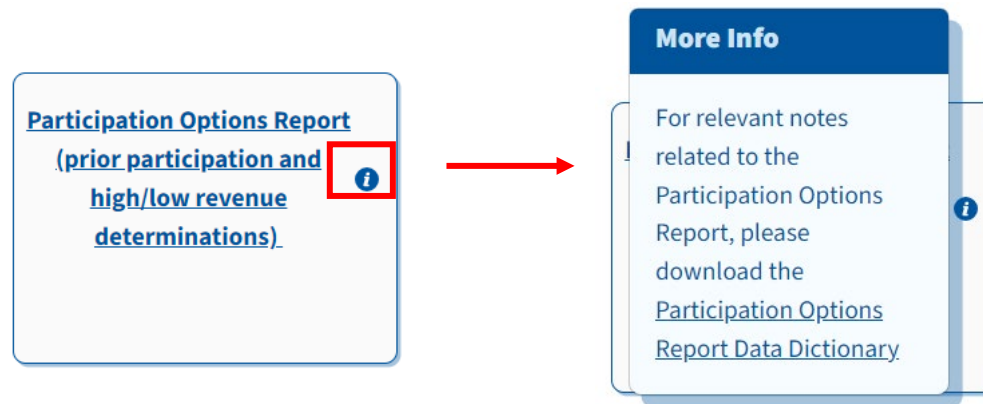 Participation Options Report
(prior participation and
high/low revenue
determinations)
i
More Info
For relevant notes
related to the
Participation Options
Report, please
download the
Participation Options
Report Data Dictionary
i